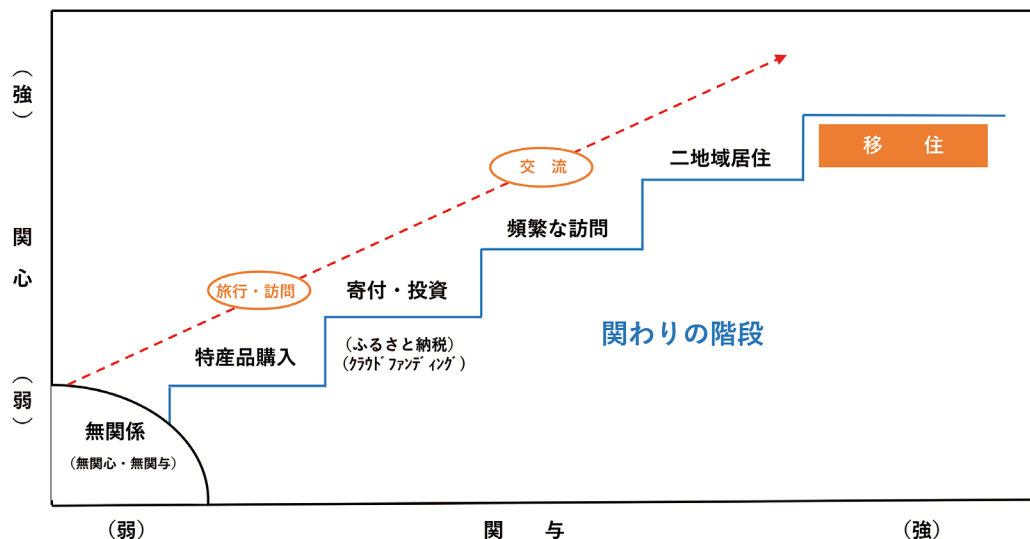 （強）
関心
（弱）
二地域居住
移　住
交　流
頻繁な訪問
旅行・訪問
寄付・投資
（ふるさと納税）
（ｸﾗｳﾄﾞﾌｧﾝﾃﾞｨﾝｸﾞ）
特産品購入
関わりの階段
無関係
（無関心・無関与）
（弱）
関　与
（強）